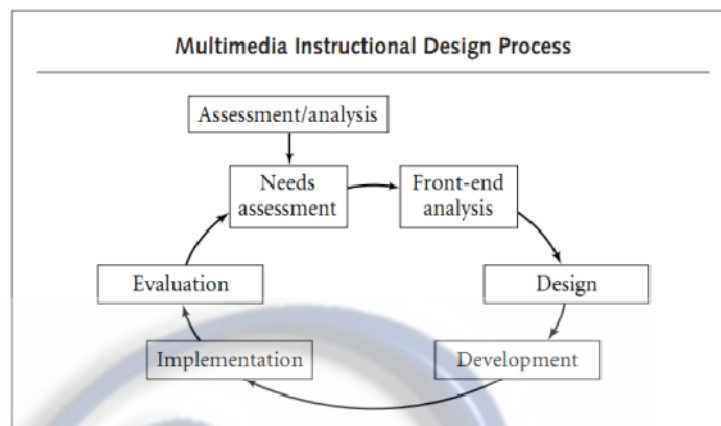 Multimedia Instructional Design Process
Assessment/analysis
Needs
assessment
Front-end
analysis
Evaluation
Design
Implementation
Development